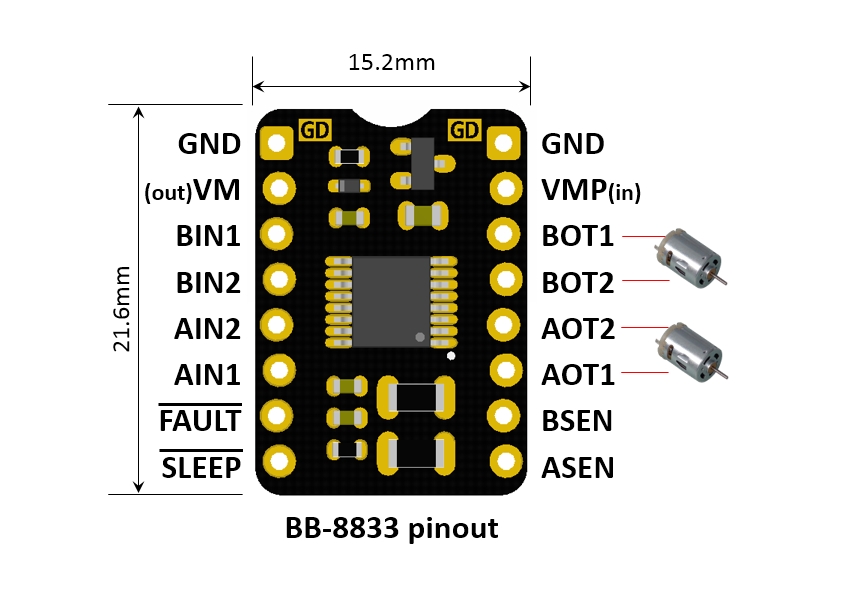 15.2mm
21.6mm
GD GD
GND GND
(out)VM VMP(in)
BIN1 BOT1
BIN2 BOT2
AIN2 AOT2
AIN1 AOT1
FAULT BSEN
SLEEP ASEN
BB-8833 pinout